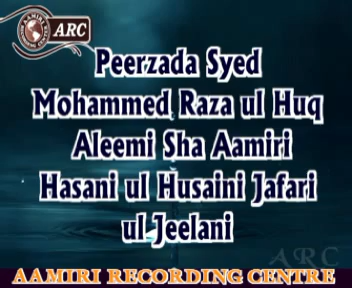 ARC
Peerzada Syed
Mohammed Raza ul Huq
Aleemi Sha Aamiri
Hasani ul Husaini Jafari
ul Jeelani
ARC
AAMIRI RECORDING CENTRE